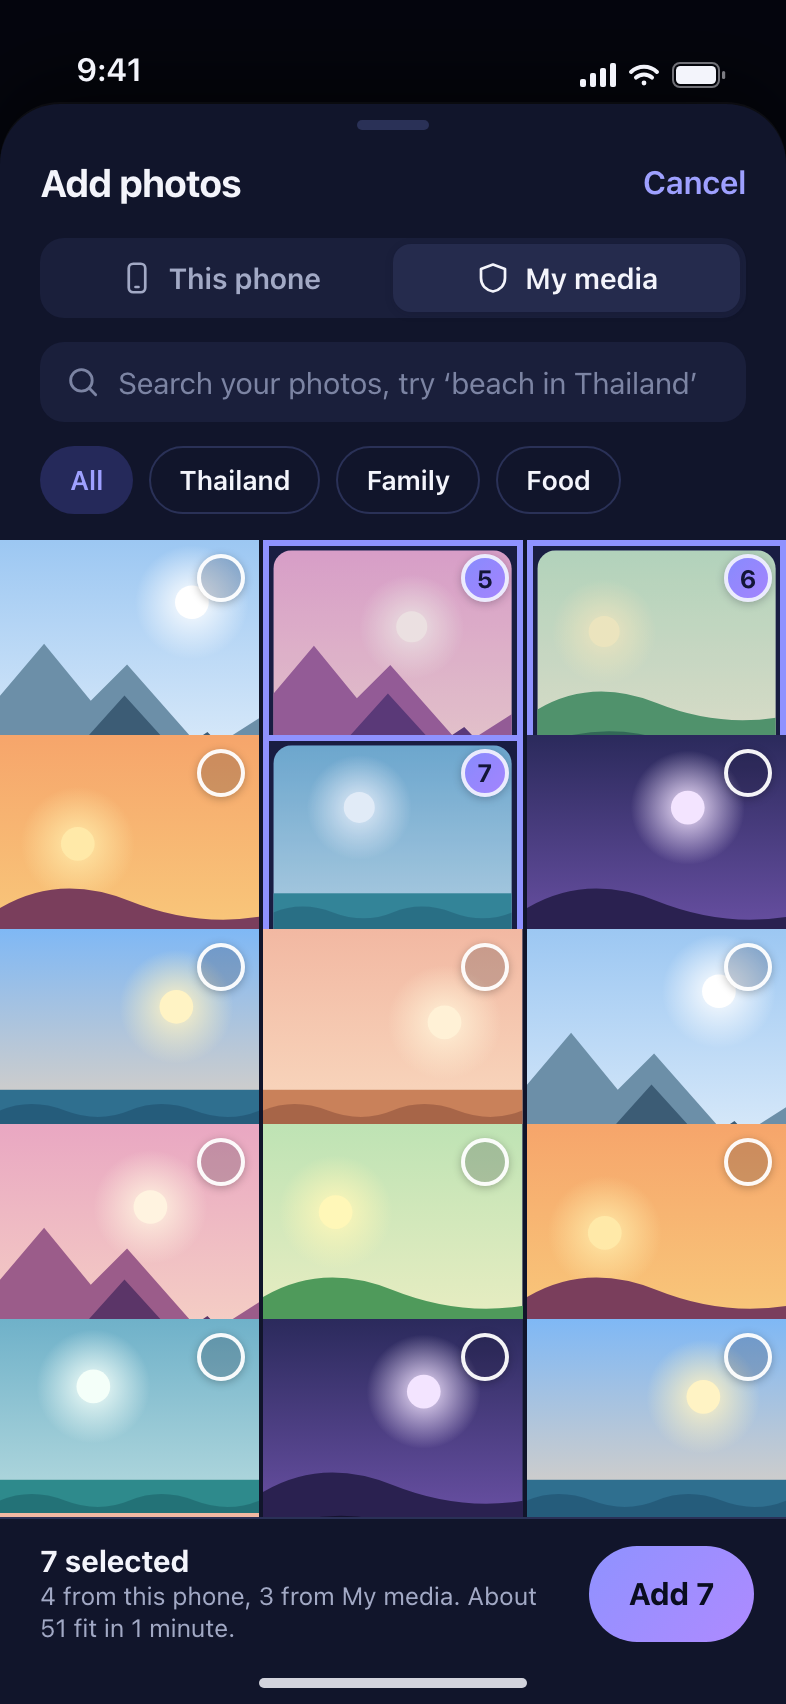 9:41
Add photos
Cancel
This phone
My media
Search your photos, try ‘beach in Thailand’
All
Thailand
Family
Food
5
6
7
7 selected
4 from this phone, 3 from My media. About
51 fit in 1 minute.
Add 7